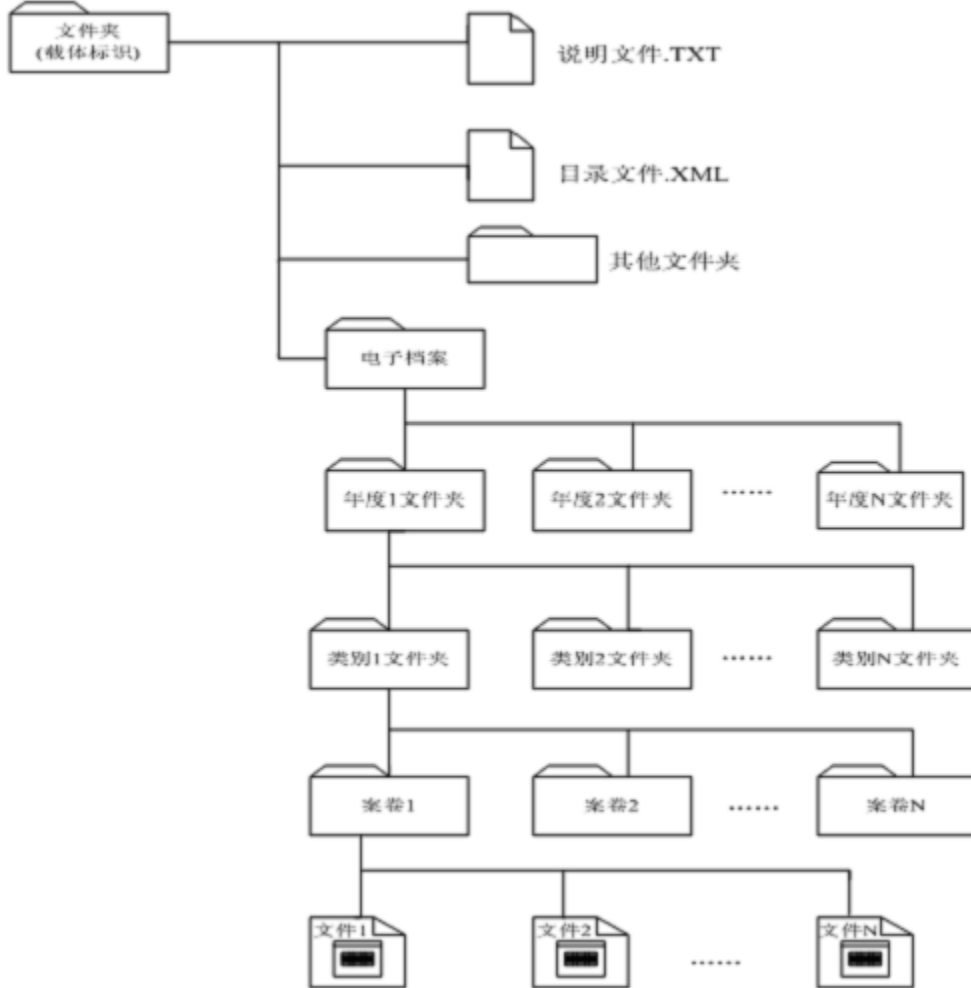 文件夹
(载体标识)
说明文件.TXT
目录文件.XML
其他文件夹
电子档案
年度1文件夹
年度2文件夹
……
年度N文件夹
类别1文件夹
类别2文件夹
……
类别N文件夹
案卷1
案卷2
……
案卷N
文件1
文件2
……
文件N